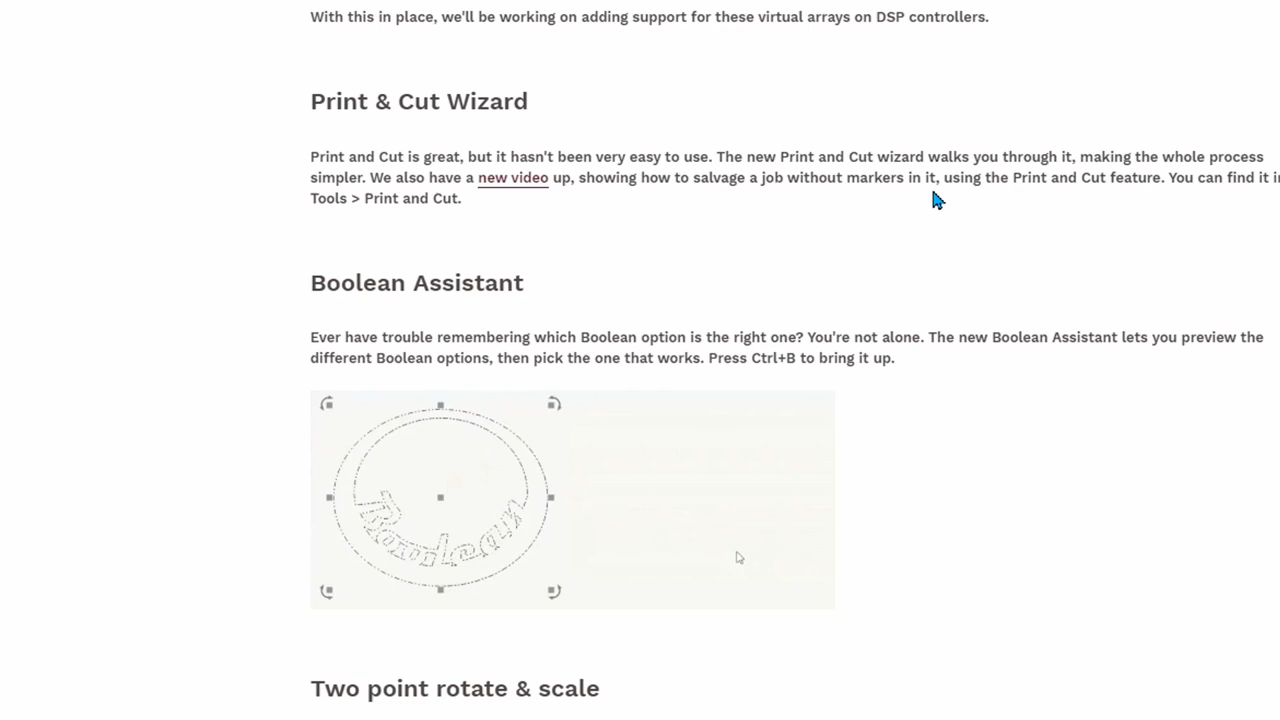 With this in place, we'll be working on adding support for these virtual arrays on DSP controllers.
Print & Cut Wizard
Print and Cut is great, but it hasn't been very easy to use. The new Print and Cut wizard walks you through it, making the whole process
simpler. We also have a new video up, showing how to salvage a job without markers in it, using the Print and Cut feature. You can find it in
Tools > Print and Cut.
Boolean Assistant
Ever have trouble remembering which Boolean option is the right one? You're not alone. The new Boolean Assistant lets you preview the
different Boolean options, then pick the one that works. Press Ctrl+B to bring it up.
Boolean
Two point rotate & scale